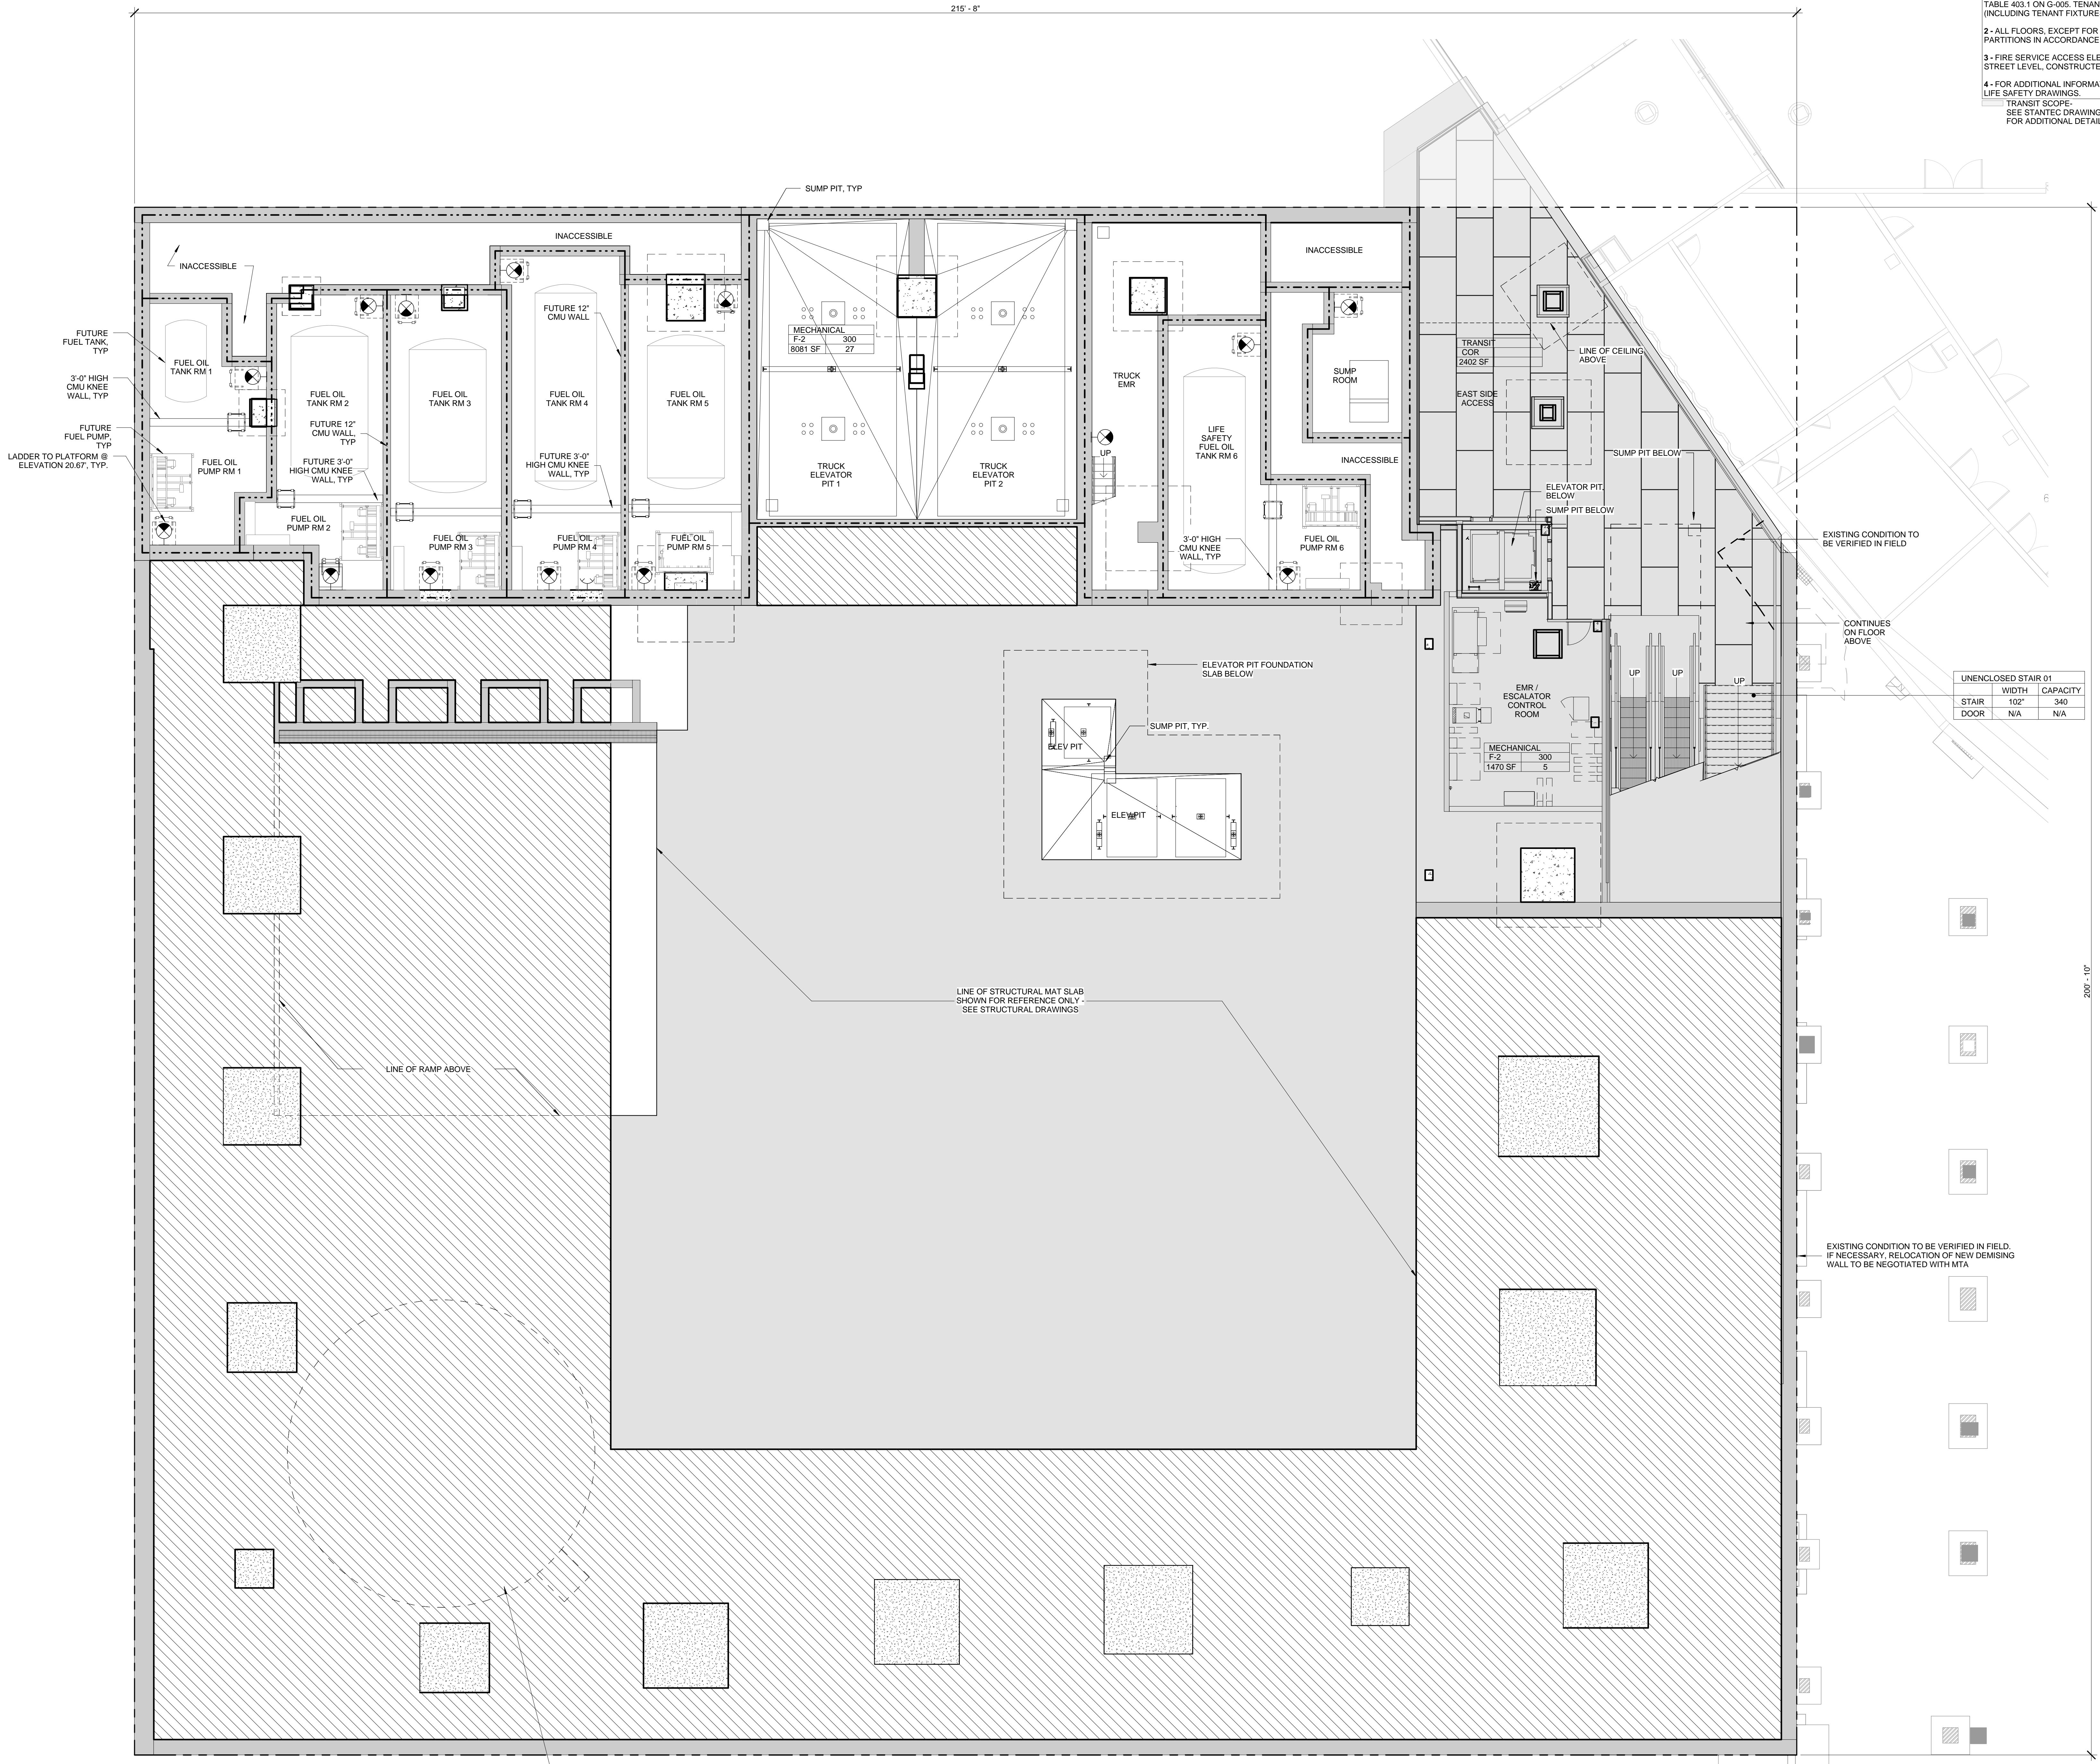 215' - 8"
TABLE 403.1 ON G-005. TENAN
(INCLUDING TENANT FIXTURE
2 - ALL FLOORS, EXCEPT FOR
PARTITIONS IN ACCORDANCE
3 - FIRE SERVICE ACCESS ELE
STREET LEVEL, CONSTRUCTE
4 - FOR ADDITIONAL INFORMA
LIFE SAFETY DRAWINGS.
TRANSIT SCOPE-
SEE STANTEC DRAWING
FOR ADDITIONAL DETAIL
SUMP PIT, TYP
INACCESSIBLE
INACCESSIBLE
INACCESSIBLE
FUTURE
FUEL TANK,
TYP
3'-0" HIGH
CMU KNEE
WALL, TYP
FUTURE
FUEL PUMP,
TYP
LADDER TO PLATFORM @
ELEVATION 20.67', TYP.
FUEL OIL
TANK RM 1
FUEL OIL
PUMP RM 1
FUEL OIL
TANK RM 2
FUTURE 12"
CMU WALL,
TYP
FUTURE 3'-0"
HIGH CMU KNEE
WALL, TYP
FUEL OIL
PUMP RM 2
FUEL OIL
TANK RM 3
FUEL OIL
PUMP RM 3
FUTURE 12"
CMU WALL
FUEL OIL
TANK RM 4
FUTURE 3'-0"
HIGH CMU KNEE
WALL, TYP
FUEL OIL
PUMP RM 4
FUEL OIL
TANK RM 5
FUEL OIL
PUMP RM 5
MECHANICAL
F-2 300
8081 SF 27
TRUCK
ELEVATOR
PIT 1
TRUCK
ELEVATOR
PIT 2
TRUCK
EMR
UP
LIFE
SAFETY
FUEL OIL
TANK RM 6
3'-0" HIGH
CMU KNEE
WALL, TYP
SUMP
ROOM
INACCESSIBLE
FUEL OIL
PUMP RM 6
TRANSIT
COR
2402 SF
EAST SIDE
ACCESS
LINE OF CEILING
ABOVE
SUMP PIT BELOW
ELEVATOR PIT
BELOW
SUMP PIT BELOW
EXISTING CONDITION TO
BE VERIFIED IN FIELD
CONTINUES
ON FLOOR
ABOVE
UP
UP
UP
UNENCLOSED STAIR 01
WIDTH CAPACITY
STAIR 102" 340
DOOR N/A N/A
EMR /
ESCALATOR
CONTROL
ROOM
MECHANICAL
F-2 300
1470 SF 5
ELEVATOR PIT FOUNDATION
SLAB BELOW
SUMP PIT, TYP.
ELEV PIT
ELEV PIT
LINE OF STRUCTURAL MAT SLAB
SHOWN FOR REFERENCE ONLY -
SEE STRUCTURAL DRAWINGS
LINE OF RAMP ABOVE
200' - 10"
EXISTING CONDITION TO BE VERIFIED IN FIELD.
IF NECESSARY, RELOCATION OF NEW DEMISING
WALL TO BE NEGOTIATED WITH MTA